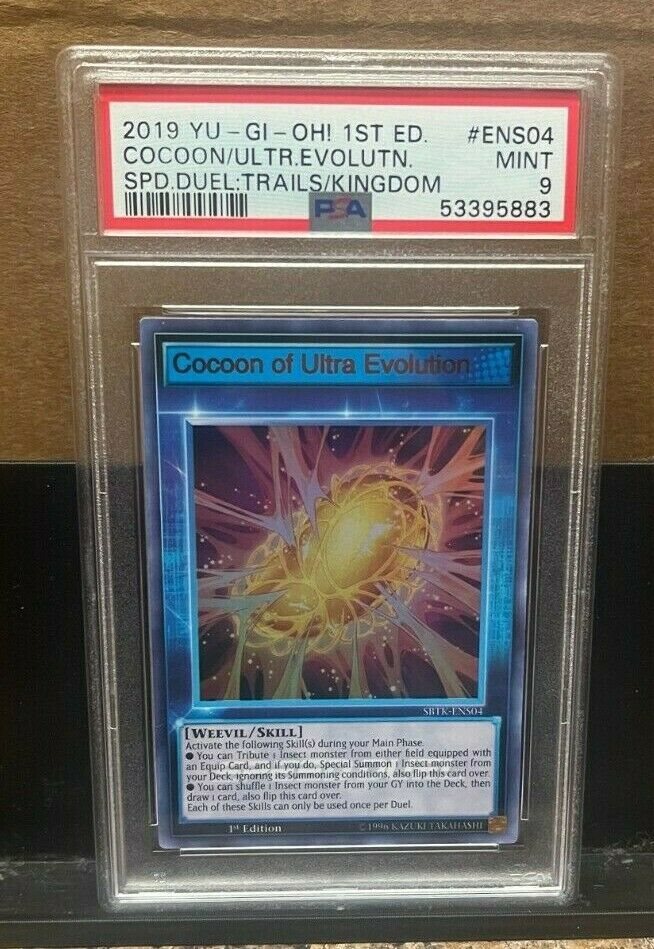 2019 YU-GI-OH! 1ST ED. #ENS04
COCOON/ULTR.EVOLUTN. MINT
SPD.DUEL:TRAILS/KINGDOM 9
PSA 53395883
Cocoon of Ultra Evolution
SBTK-ENS04
[WEEVIL/SKILL]
Activate the following Skill(s) during your Main Phase.
● You can Tribute 1 Insect monster from either field equipped with
an Equip Card, and if you do, Special Summon 1 Insect monster from
your Deck, ignoring its Summoning conditions, also flip this card over.
● You can shuffle 1 Insect monster from your GY into the Deck, then
draw 1 card, also flip this card over.
Each of these Skills can only be used once per Duel.
1st Edition ©1996 KAZUKI TAKAHASHI